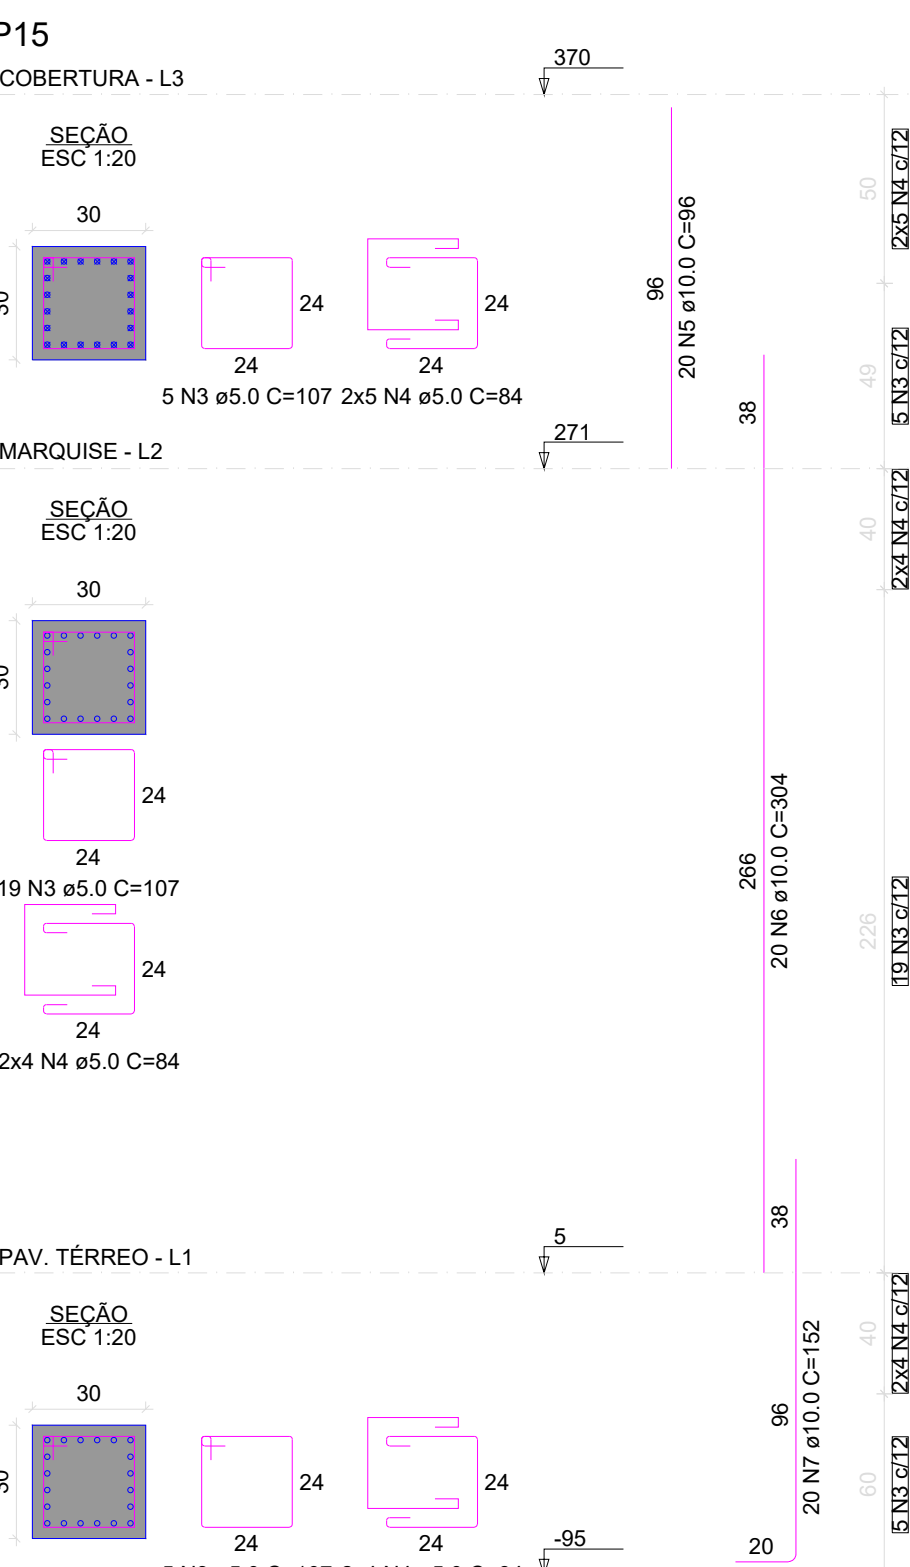 P15
COBERTURA - L3
370
SEÇÃO
ESC 1:20
30
30
24
24
5 N3 ø5.0 C=107
24
24
2x5 N4 ø5.0 C=84
96
20 N5 ø10.0 C=96
50
2x5 N4 c/12
49
5 N3 c/12
38
MARQUISE - L2
271
SEÇÃO
ESC 1:20
30
30
24
24
19 N3 ø5.0 C=107
24
24
2x4 N4 ø5.0 C=84
266
20 N6 ø10.0 C=304
40
2x4 N4 c/12
226
19 N3 c/12
38
PAV. TÉRREO - L1
5
SEÇÃO
ESC 1:20
30
30
24
24
24
24
-95
96
20 N7 ø10.0 C=152
20
40
2x4 N4 c/12
60
5 N3 c/12